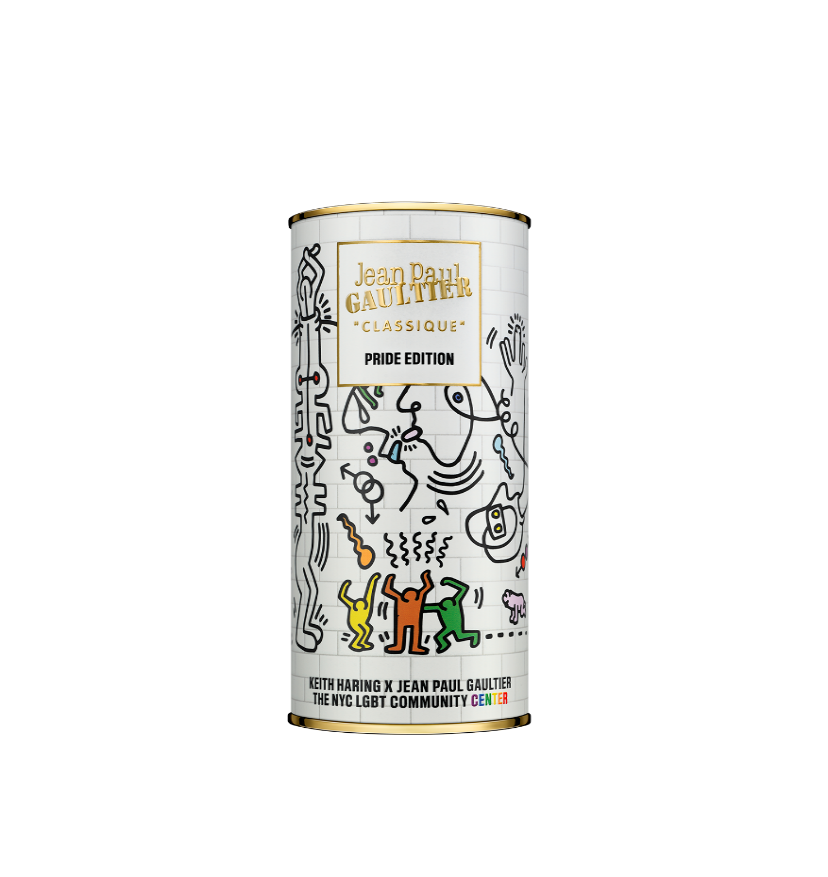 Jean Paul
GAULTIER
"CLASSIQUE"
PRIDE EDITION
KEITH HARING X JEAN PAUL GAULTIER
THE NYC LGBT COMMUNITY CENTER